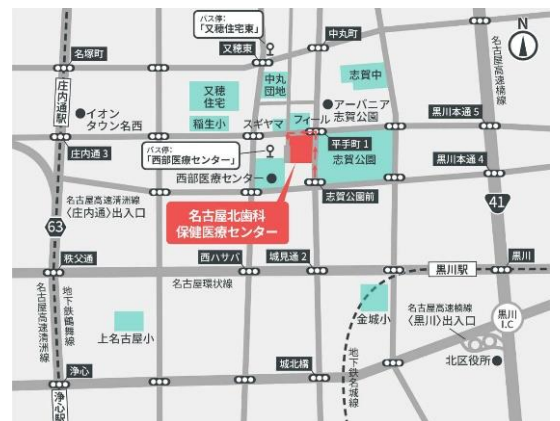 バス停:
「又穂住宅東」
中丸町
N
名塚町
又穂東
名古屋高速楠線
庄内通駅
中丸
団地
志賀中
又穂
住宅
イオン
タウン名西
アーバニア
志賀公園
黒川本通5
稲生小
スギヤマ
フィール
バス停:
「西部医療センター」
平手町1
庄内通3
志賀公園
黒川本通4
西部医療センター
志賀公園前
名古屋高速清洲線
〈庄内通〉出入口
名古屋北歯科
保健医療センター
41
63
秩父通
西ハサバ
城見通2
黒川駅
黒川
名古屋環状線
名古屋高速清洲線
地下鉄鶴舞線
上名古屋小
金城小
名古屋高速楠線
〈黒川〉出入口
黒川
I.C
地下鉄名城線
北区役所
浄心
城北橋
浄心駅